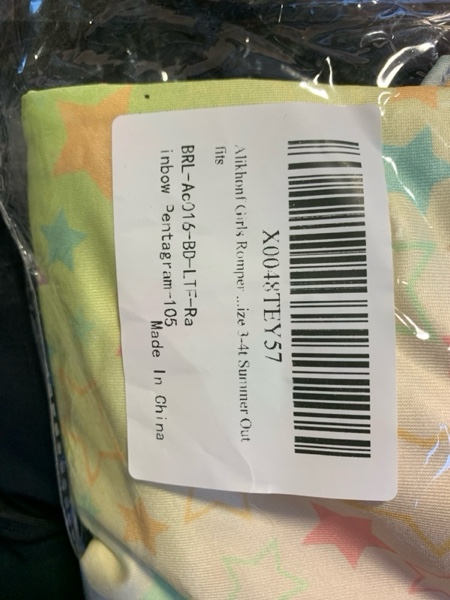 X0048TEY57
Alikhonf Girls Romper ...ize 3-4t Summer Out
fits
BRL-Ac016-BD-LTF-Ra
inbow Pentagram-105
Made In China